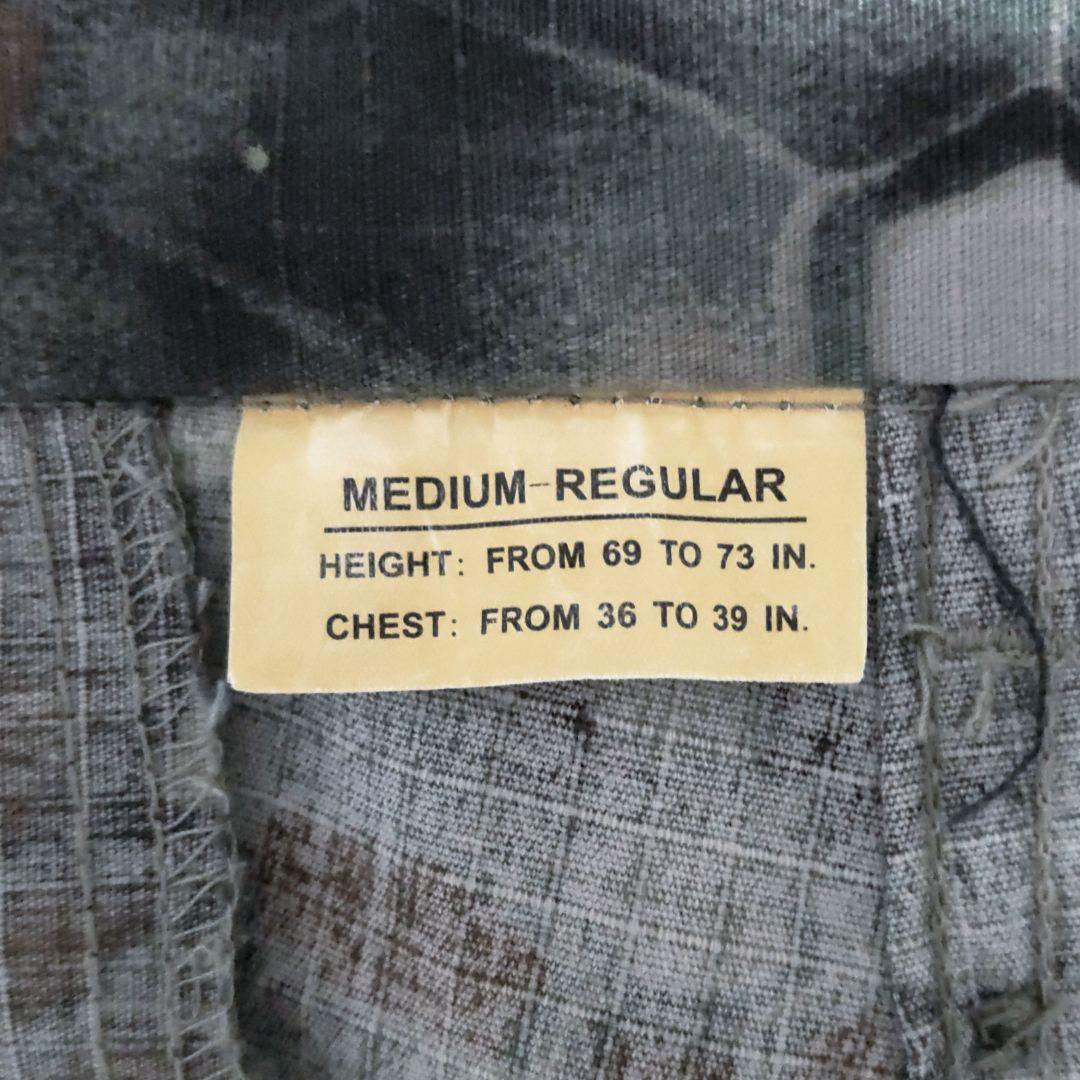 MEDIUM-REGULAR
HEIGHT: FROM 69 TO 73 IN.
CHEST: FROM 36 TO 39 IN.